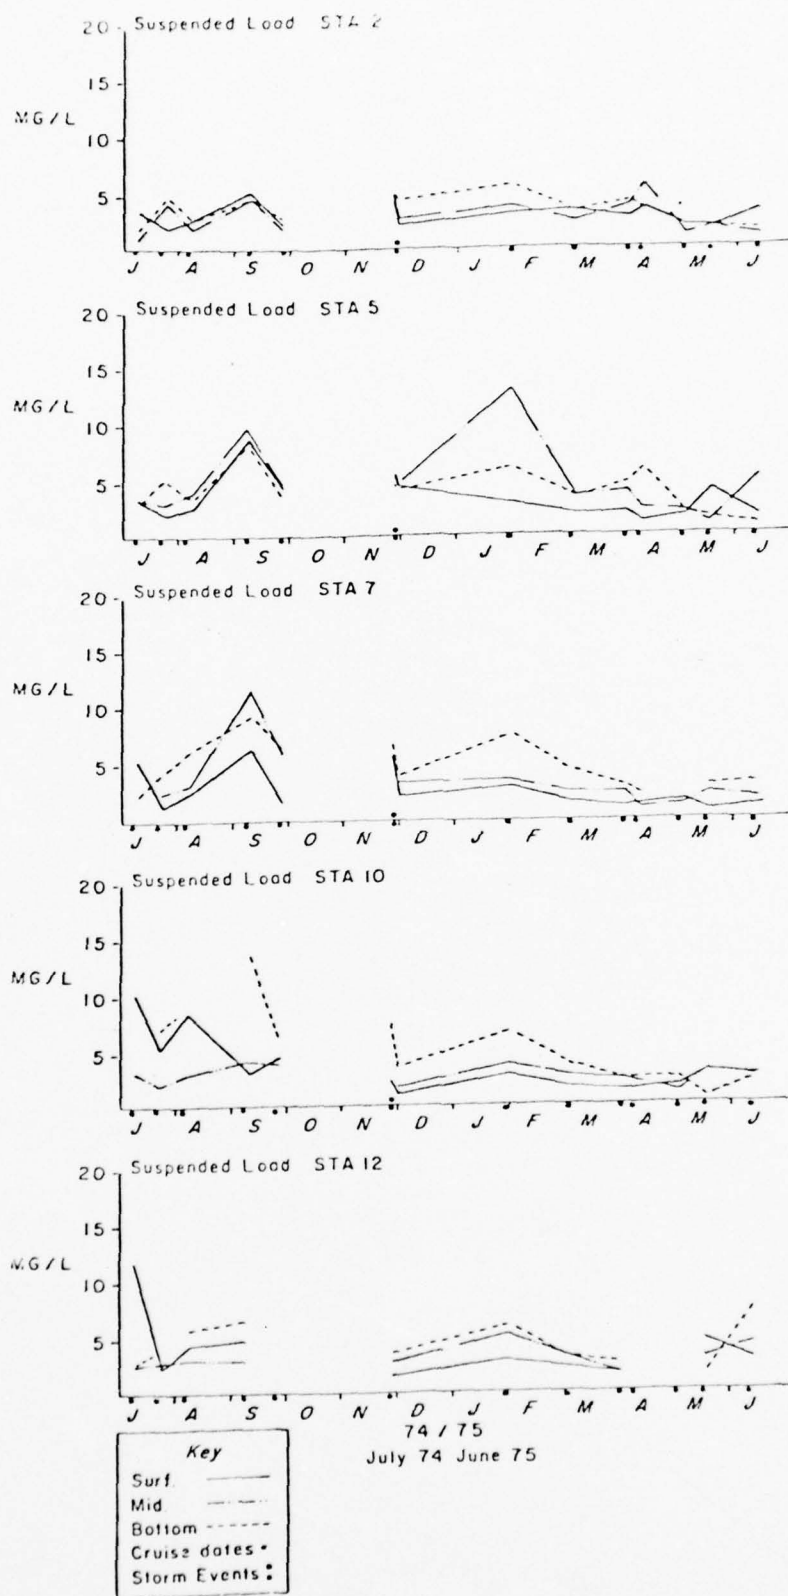 Suspended Load STA 2
20
15
MG/L
10
5
J A S O N D J F M A M J
Suspended Load STA 5
20
15
MG/L
10
5
J A S O N D J F M A M J
Suspended Load STA 7
20
15
MG/L
10
5
J A S O N D J F M A M J
Suspended Load STA 10
20
15
MG/L
10
5
J A S O N D J F M A M J
Suspended Load STA 12
20
15
MG/L
10
5
J A S O N D J F M A M J
74 / 75
July 74 June 75
Key
Surf.
Mid
Bottom
Cruise dates
Storm Events